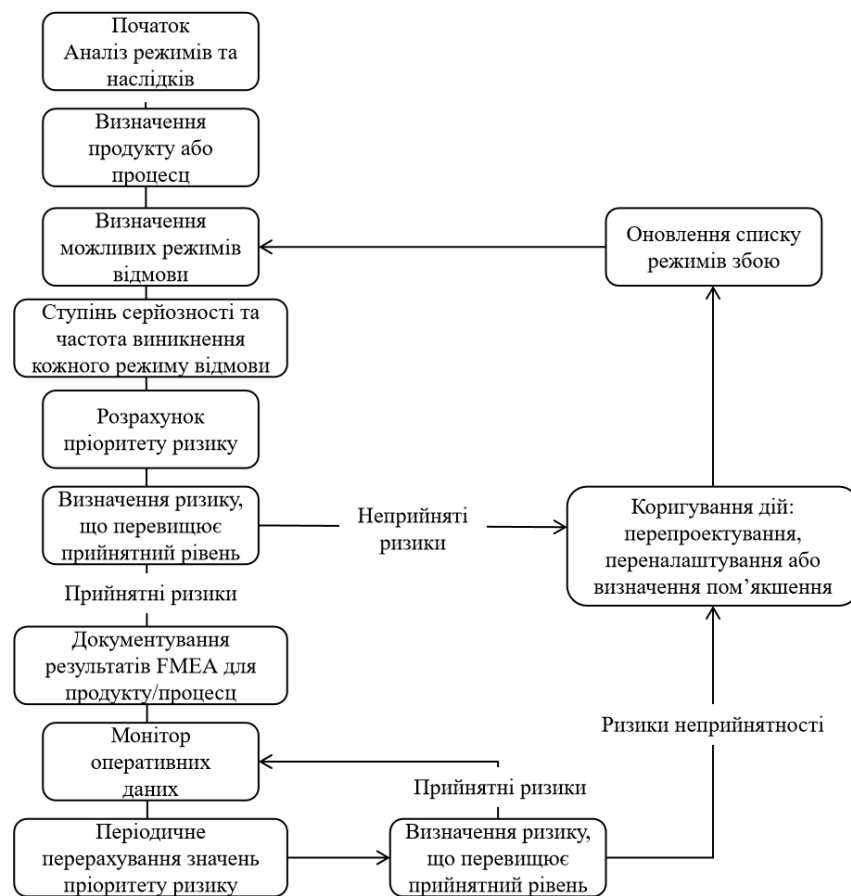 Початок
Аналіз режимів та
наслідків
Визначення
продукту або
процесц
Визначення
можливих режимів
відмови
Оновлення списку
режимів збою
Ступінь серйозності та
частота виникнення
кожного режиму відмови
Розрахунок
пріоритету ризику
Визначення ризику,
що перевищує
прийнятний рівень
Неприйняті
ризики
Коригування дій:
перепроектування,
переналаштування або
визначення пом’якшення
Прийнятні ризики
Документування
результатів FMEA для
продукту/процесц
Ризики неприйнятності
Монітор
оперативних
даних
Прийнятні ризики
Періодичне
перерахування значень
пріоритету ризику
Визначення ризику,
що перевищує
прийнятний рівень